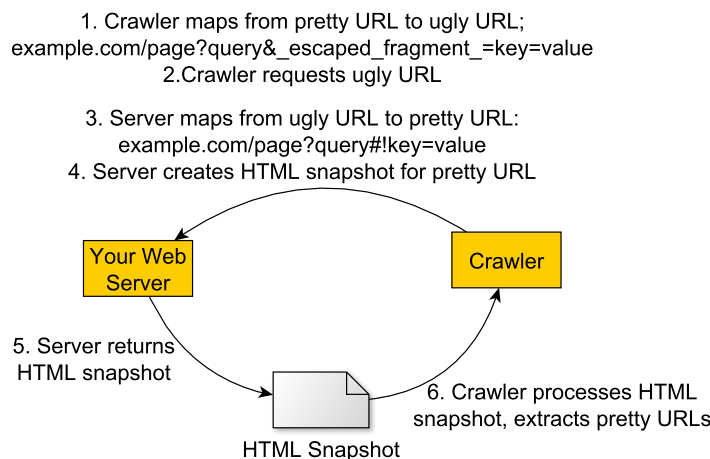 1. Crawler maps from pretty URL to ugly URL;
example.com/page?query&_escaped_fragment_=key=value
2.Crawler requests ugly URL
3. Server maps from ugly URL to pretty URL:
example.com/page?query#!key=value
4. Server creates HTML snapshot for pretty URL
Your Web
Server
Crawler
5. Server returns
HTML snapshot
6. Crawler processes HTML
snapshot, extracts pretty URLs
HTML Snapshot